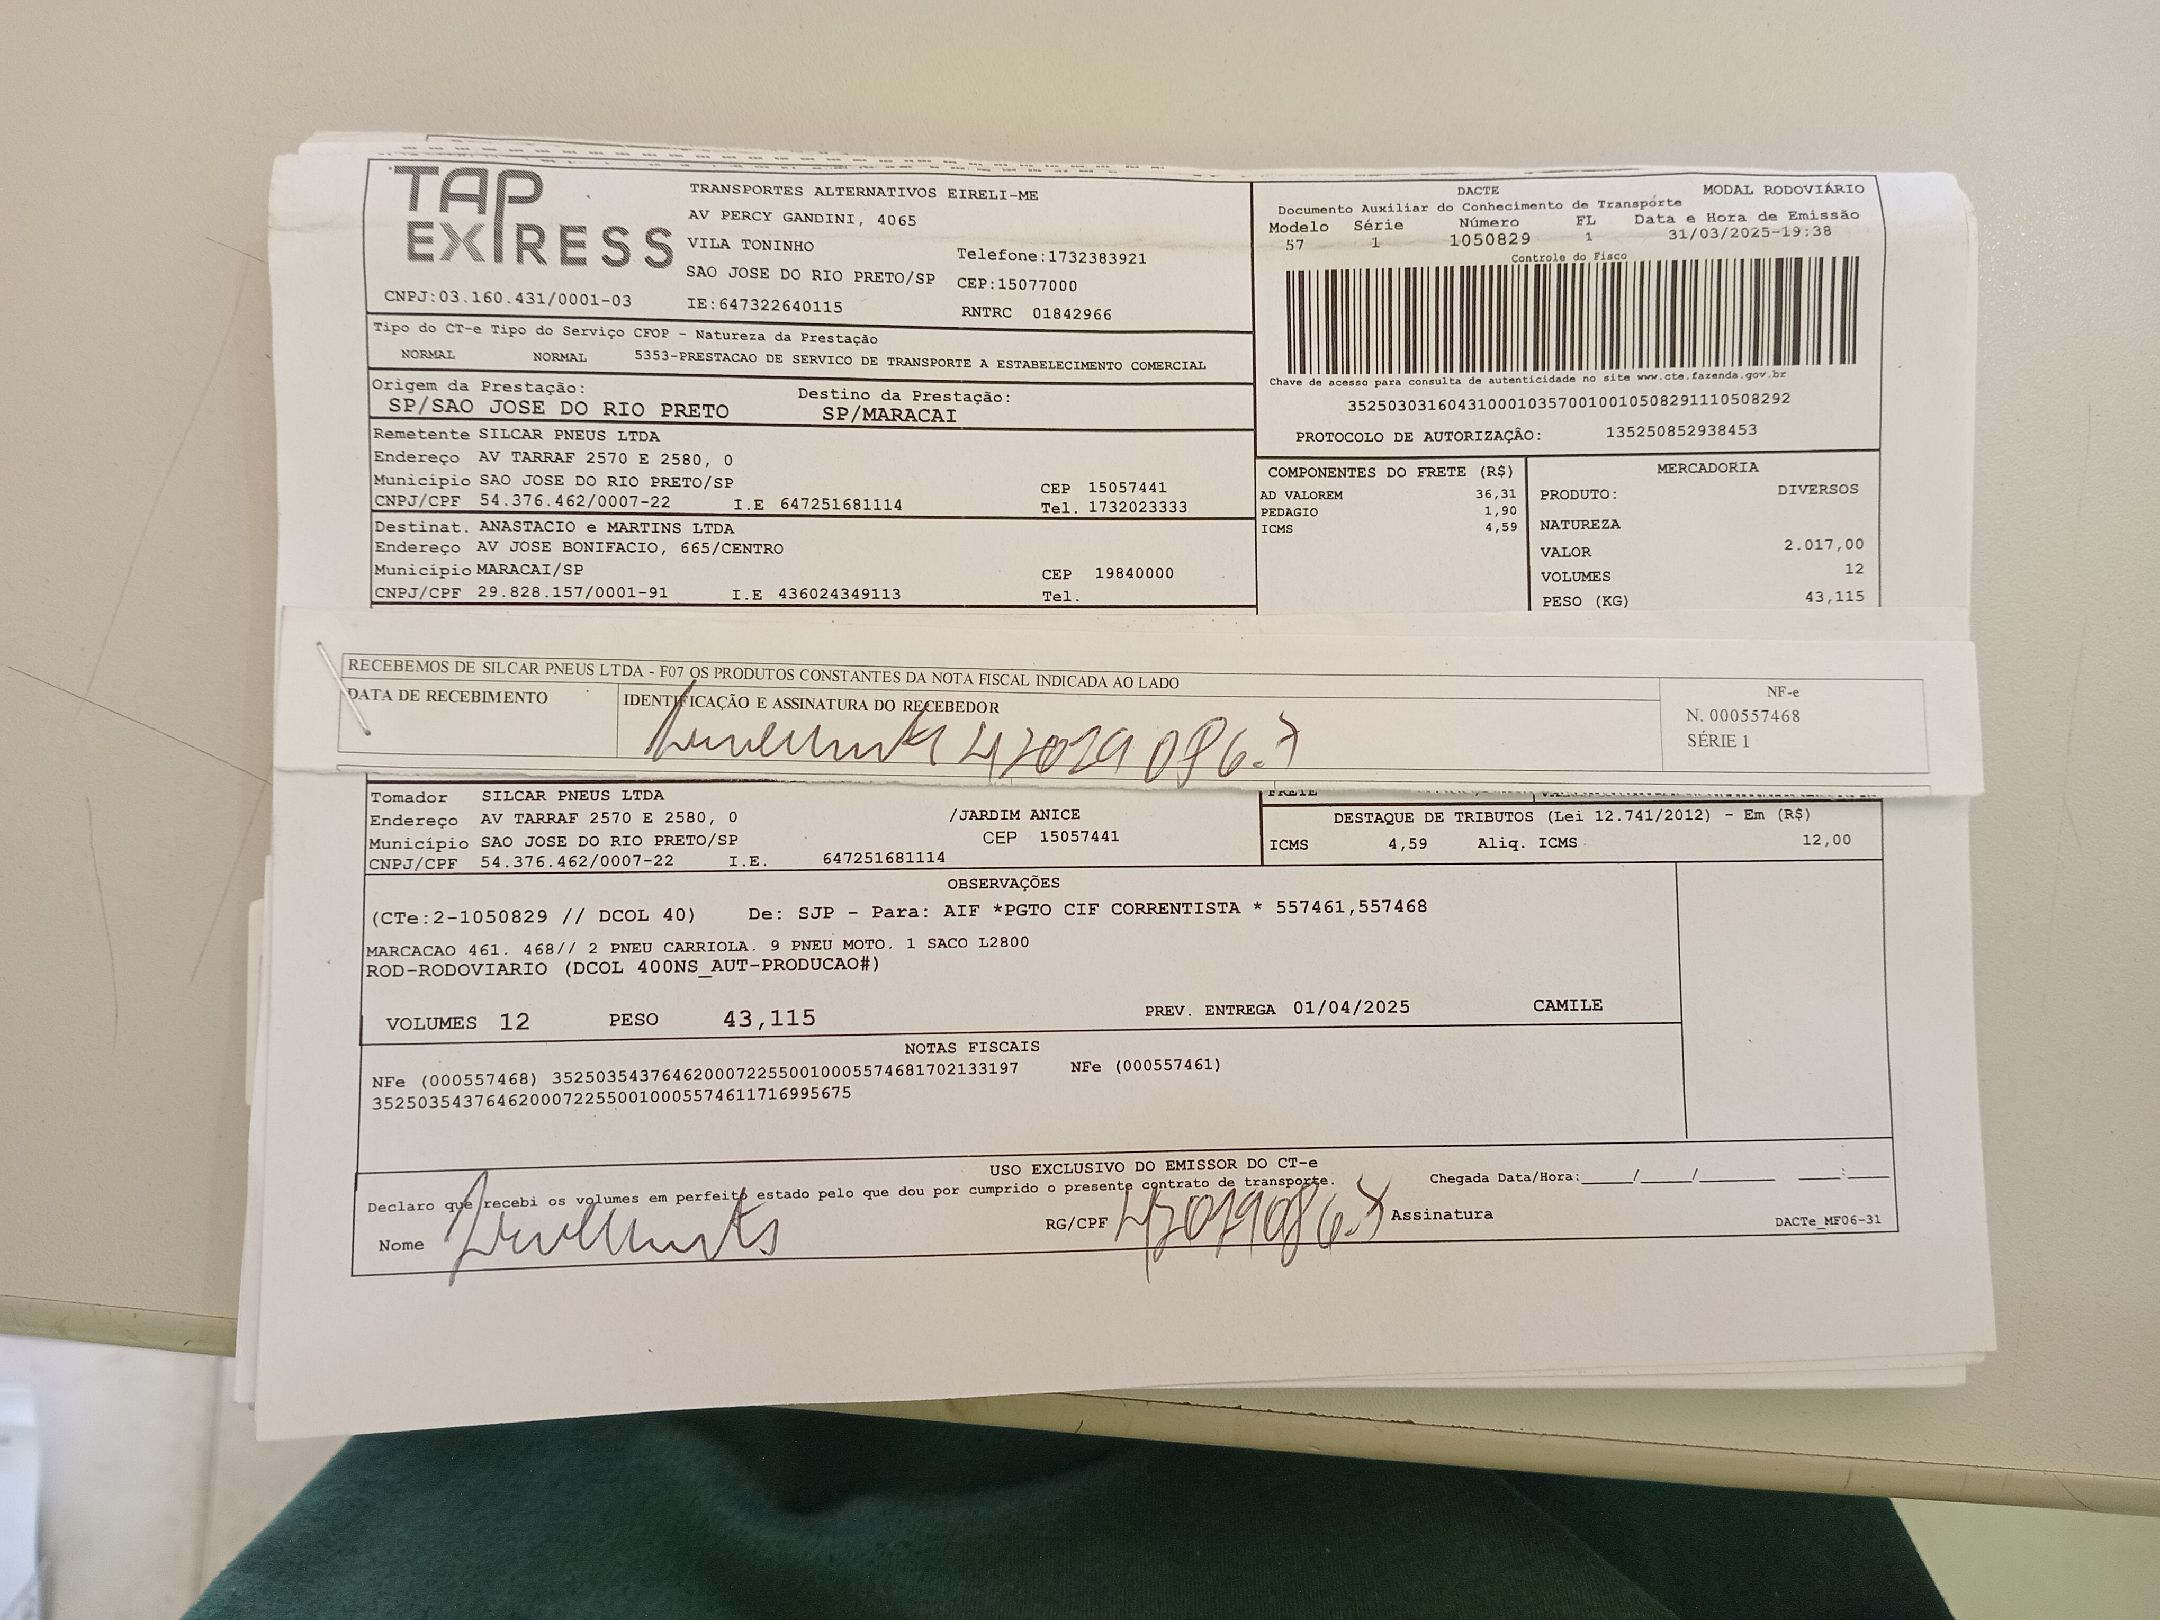 TAP EXPRESS
TRANSPORTES ALTERNATIVOS EIRELI-ME
AV PERCY GANDINI, 4065
VILA TONINHO
Telefone:1732383921
SAO JOSE DO RIO PRETO/SP CEP:15077000
CNPJ:03.160.431/0001-03 IE:647322640115 RNTRC 01842966
DACTE MODAL RODOVIÁRIO
Documento Auxiliar do Conhecimento de Transporte
Modelo Série Número FL Data e Hora de Emissão
57 1 1050829 1 31/03/2025-19:38
Controle do Fisco
Chave de acesso para consulta de autenticidade no site www.cte.fazenda.gov.br
35250303160431000103570010010508291110508292
PROTOCOLO DE AUTORIZAÇÃO: 135250852938453
Tipo do CT-e Tipo do Serviço CFOP - Natureza da Prestação
NORMAL NORMAL 5353-PRESTACAO DE SERVICO DE TRANSPORTE A ESTABELECIMENTO COMERCIAL
Origem da Prestação: Destino da Prestação:
SP/SAO JOSE DO RIO PRETO SP/MARACAI
Remetente SILCAR PNEUS LTDA
Endereço AV TARRAF 2570 E 2580, 0
Município SAO JOSE DO RIO PRETO/SP CEP 15057441
CNPJ/CPF 54.376.462/0007-22 I.E 647251681114 Tel. 1732023333
Destinat. ANASTACIO e MARTINS LTDA
Endereço AV JOSE BONIFACIO, 665/CENTRO
Município MARACAI/SP CEP 19840000
CNPJ/CPF 29.828.157/0001-91 I.E 436024349113 Tel.
COMPONENTES DO FRETE (R$)
AD VALOREM 36,31
PEDAGIO 1,90
ICMS 4,59
MERCADORIA
PRODUTO: DIVERSOS
NATUREZA
VALOR 2.017,00
VOLUMES 12
PESO (KG) 43,115
RECEBEMOS DE SILCAR PNEUS LTDA - F07 OS PRODUTOS CONSTANTES DA NOTA FISCAL INDICADA AO LADO
DATA DE RECEBIMENTO IDENTIFICAÇÃO E ASSINATURA DO RECEBEDOR
NF-e
N. 000557468
SÉRIE 1
Tomador SILCAR PNEUS LTDA
Endereço AV TARRAF 2570 E 2580, 0 /JARDIM ANICE
Município SAO JOSE DO RIO PRETO/SP CEP 15057441
CNPJ/CPF 54.376.462/0007-22 I.E. 647251681114
FRETE
DESTAQUE DE TRIBUTOS (Lei 12.741/2012) - Em (R$)
ICMS 4,59 Aliq. ICMS 12,00
OBSERVAÇÕES
(CTe:2-1050829 // DCOL 40) De: SJP - Para: AIF *PGTO CIF CORRENTISTA * 557461,557468
MARCACAO 461. 468// 2 PNEU CARRIOLA. 9 PNEU MOTO. 1 SACO L2800
ROD-RODOVIARIO (DCOL 400NS_AUT-PRODUCAO#)
VOLUMES 12 PESO 43,115 PREV. ENTREGA 01/04/2025 CAMILE
NOTAS FISCAIS
NFe (000557468) 35250354376462000722550010005574681702133197 NFe (000557461)
35250354376462000722550010005574611716995675
USO EXCLUSIVO DO EMISSOR DO CT-e
Declaro que recebi os volumes em perfeito estado pelo que dou por cumprido o presente contrato de transporte. Chegada Data/Hora:____/____/______ ___:___
Nome RG/CPF Assinatura DACTe_MF06-31